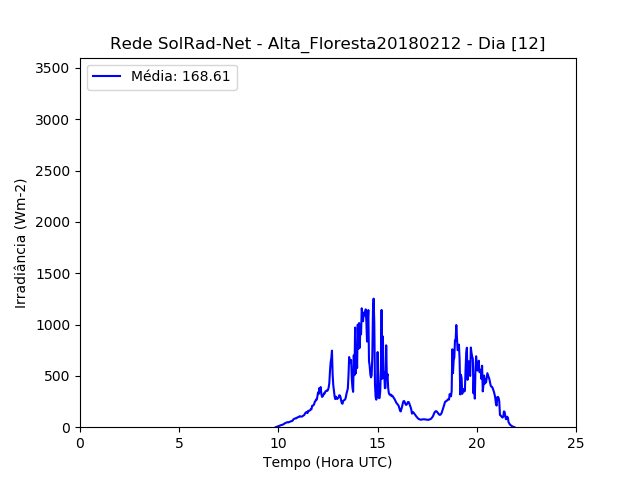 Rede SolRad-Net - Alta_Floresta20180212 - Dia [12]
Média: 168.61
3500
3000
2500
2000
1500
1000
500
0
Irradiância (Wm-2)
0 5 10 15 20 25
Tempo (Hora UTC)